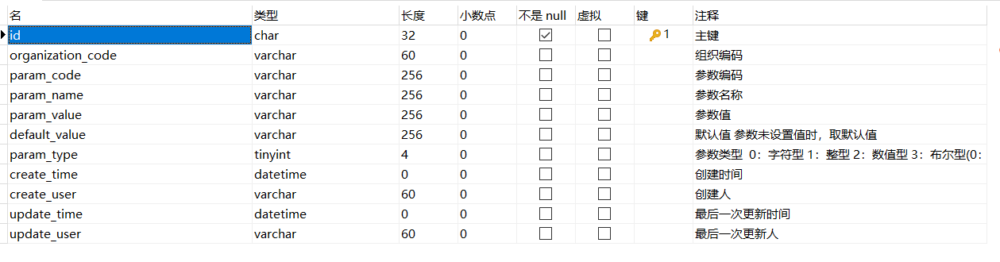 名 类型 长度 小数点 不是 null 虚拟 键 注释
id char 32 0 1 主键
organization_code varchar 60 0 组织编码
param_code varchar 256 0 参数编码
param_name varchar 256 0 参数名称
param_value varchar 256 0 参数值
default_value varchar 256 0 默认值 参数未设置值时，取默认值
param_type tinyint 4 0 参数类型 0：字符型 1：整型 2：数值型 3：布尔型(0：
create_time datetime 0 0 创建时间
create_user varchar 60 0 创建人
update_time datetime 0 0 最后一次更新时间
update_user varchar 60 0 最后一次更新人